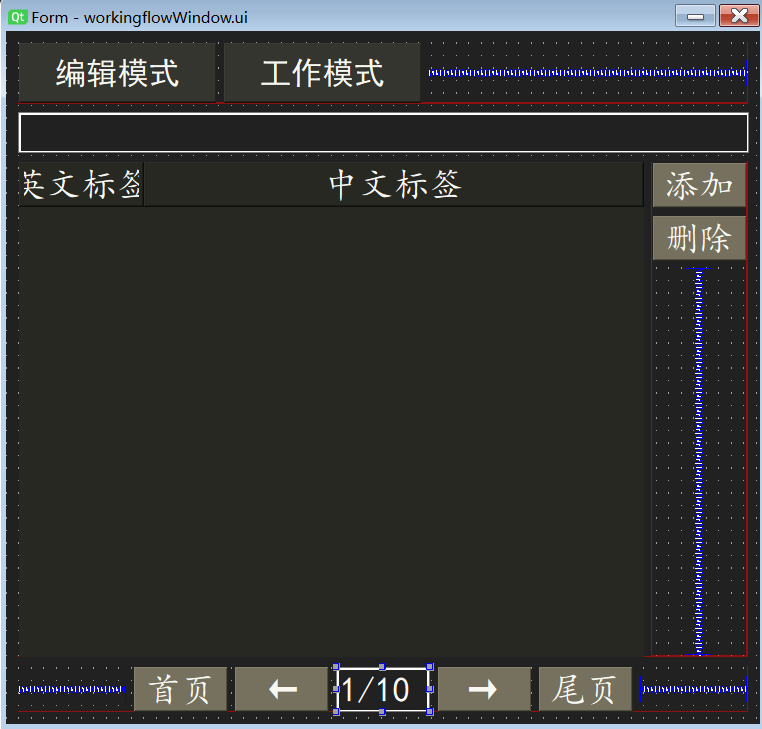 Qt Form - workingflowWindow.ui
编辑模式 工作模式
英文标签 中文标签 添加
删除
首页 ← 1/10 → 尾页